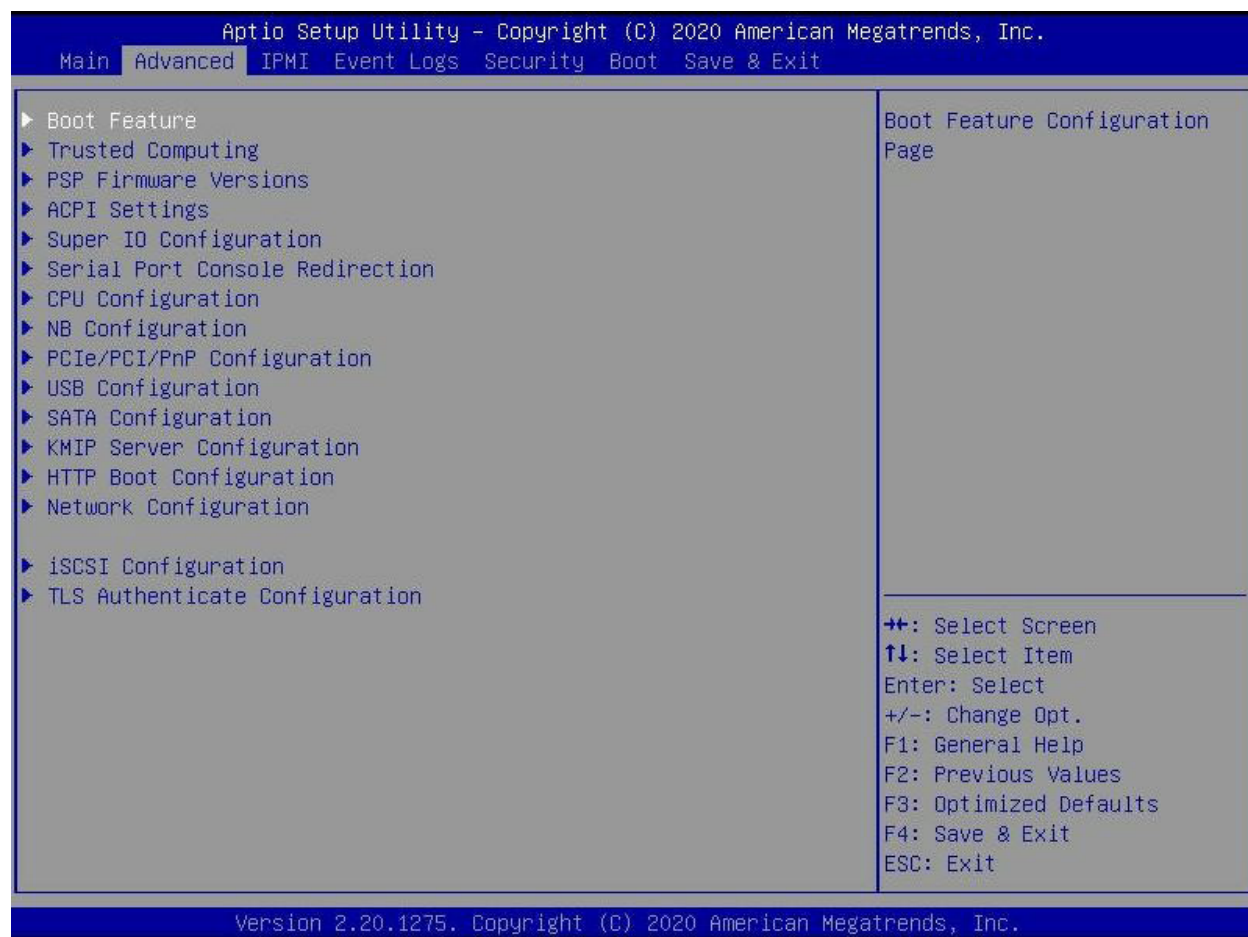 Aptio Setup Utility - Copyright (C) 2020 American Megatrends, Inc.
Main Advanced IPMI Event Logs Security Boot Save & Exit
▶ Boot Feature
▶ Trusted Computing
▶ PSP Firmware Versions
▶ ACPI Settings
▶ Super IO Configuration
▶ Serial Port Console Redirection
▶ CPU Configuration
▶ NB Configuration
▶ PCIe/PCI/PnP Configuration
▶ USB Configuration
▶ SATA Configuration
▶ KMIP Server Configuration
▶ HTTP Boot Configuration
▶ Network Configuration
▶ iSCSI Configuration
▶ TLS Authenticate Configuration
Boot Feature Configuration
Page
→←: Select Screen
↑↓: Select Item
Enter: Select
+/-: Change Opt.
F1: General Help
F2: Previous Values
F3: Optimized Defaults
F4: Save & Exit
ESC: Exit
Version 2.20.1275. Copyright (C) 2020 American Megatrends, Inc.